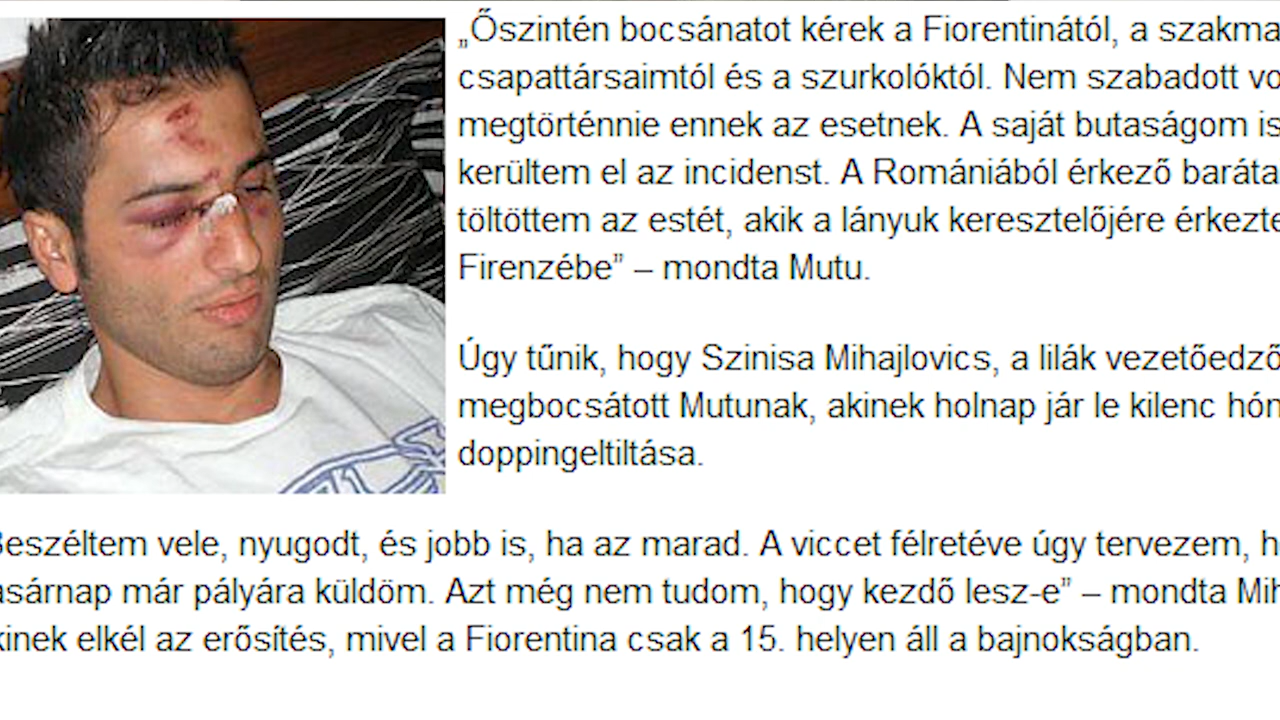 „Őszintén bocsánatot kérek a Fiorentinától, a szakma
csapattársaimtól és a szurkolóktól. Nem szabadott vo
megtörténnie ennek az esetnek. A saját butaságom is
kerültem el az incidenst. A Romániából érkező baráta
töltöttem az estét, akik a lányuk keresztelőjére érkezte
Firenzébe” – mondta Mutu.
Úgy tűnik, hogy Szinisa Mihajlovics, a lilák vezetőedző
megbocsátott Mutunak, akinek holnap jár le kilenc hón
doppingeltiltása.
Beszéltem vele, nyugodt, és jobb is, ha az marad. A viccet félretéve úgy tervezem, h
asárnap már pályára küldöm. Azt még nem tudom, hogy kezdő lesz-e” – mondta Mih
kinek elkél az erősítés, mivel a Fiorentina csak a 15. helyen áll a bajnokságban.